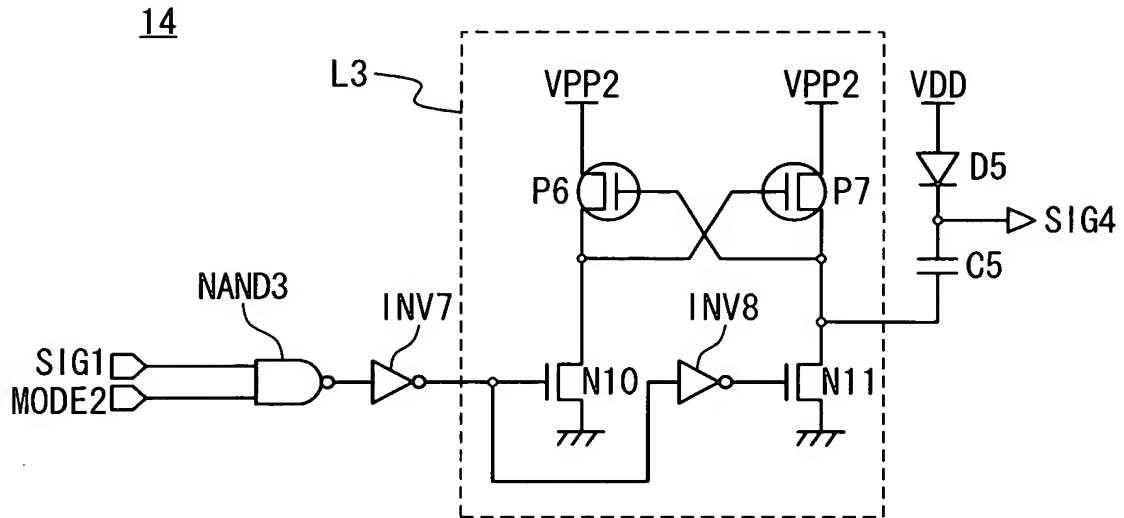 14
L3
VPP2
VPP2
VDD
P6
P7
D5
SIG4
C5
NAND3
INV7
INV8
SIG1
MODE2
N10
N11